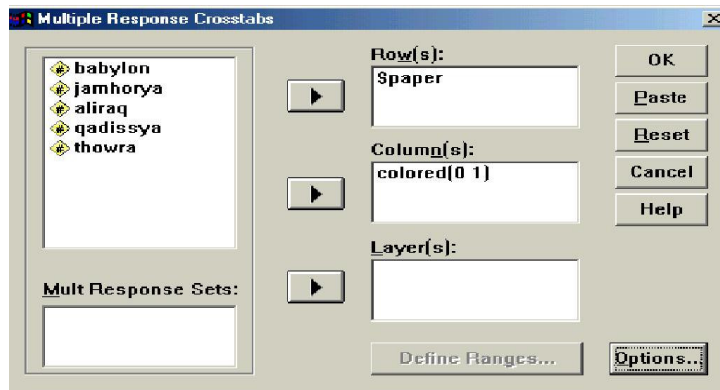 Multiple Response Crosstabs
babylon
jamhorya
aliraq
qadissya
thowra
Mult Response Sets:
Row(s):
$paper
Column(s):
colored(0 1)
Layer(s):
Define Ranges...
OK
Paste
Reset
Cancel
Help
Options...